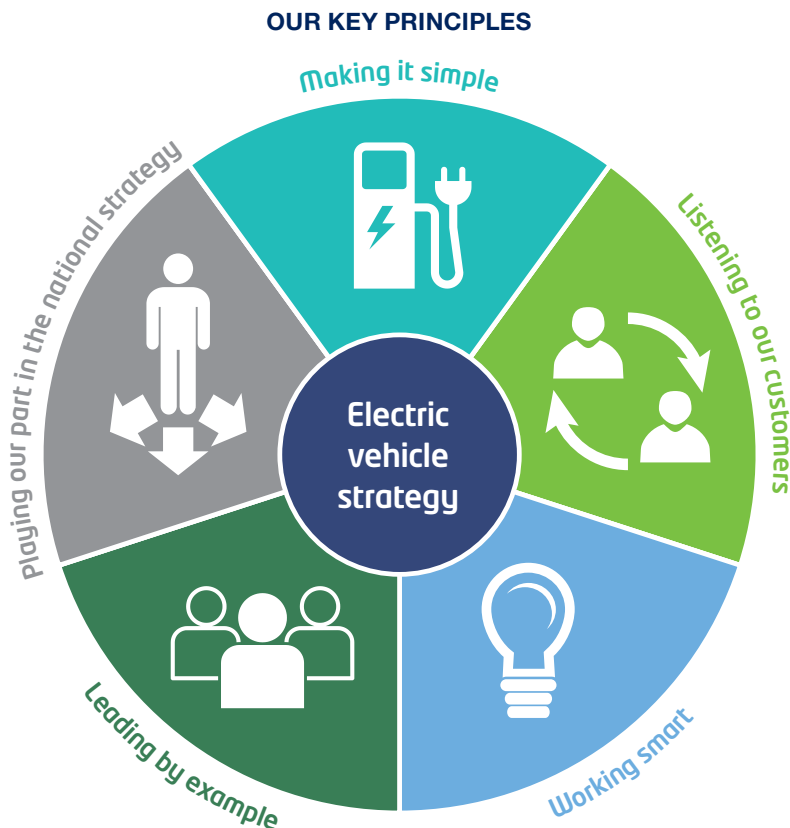 OUR KEY PRINCIPLES
Making it simple
Listening to our customers
Working smart
Leading by example
Playing our part in the national strategy
Electric
vehicle
strategy